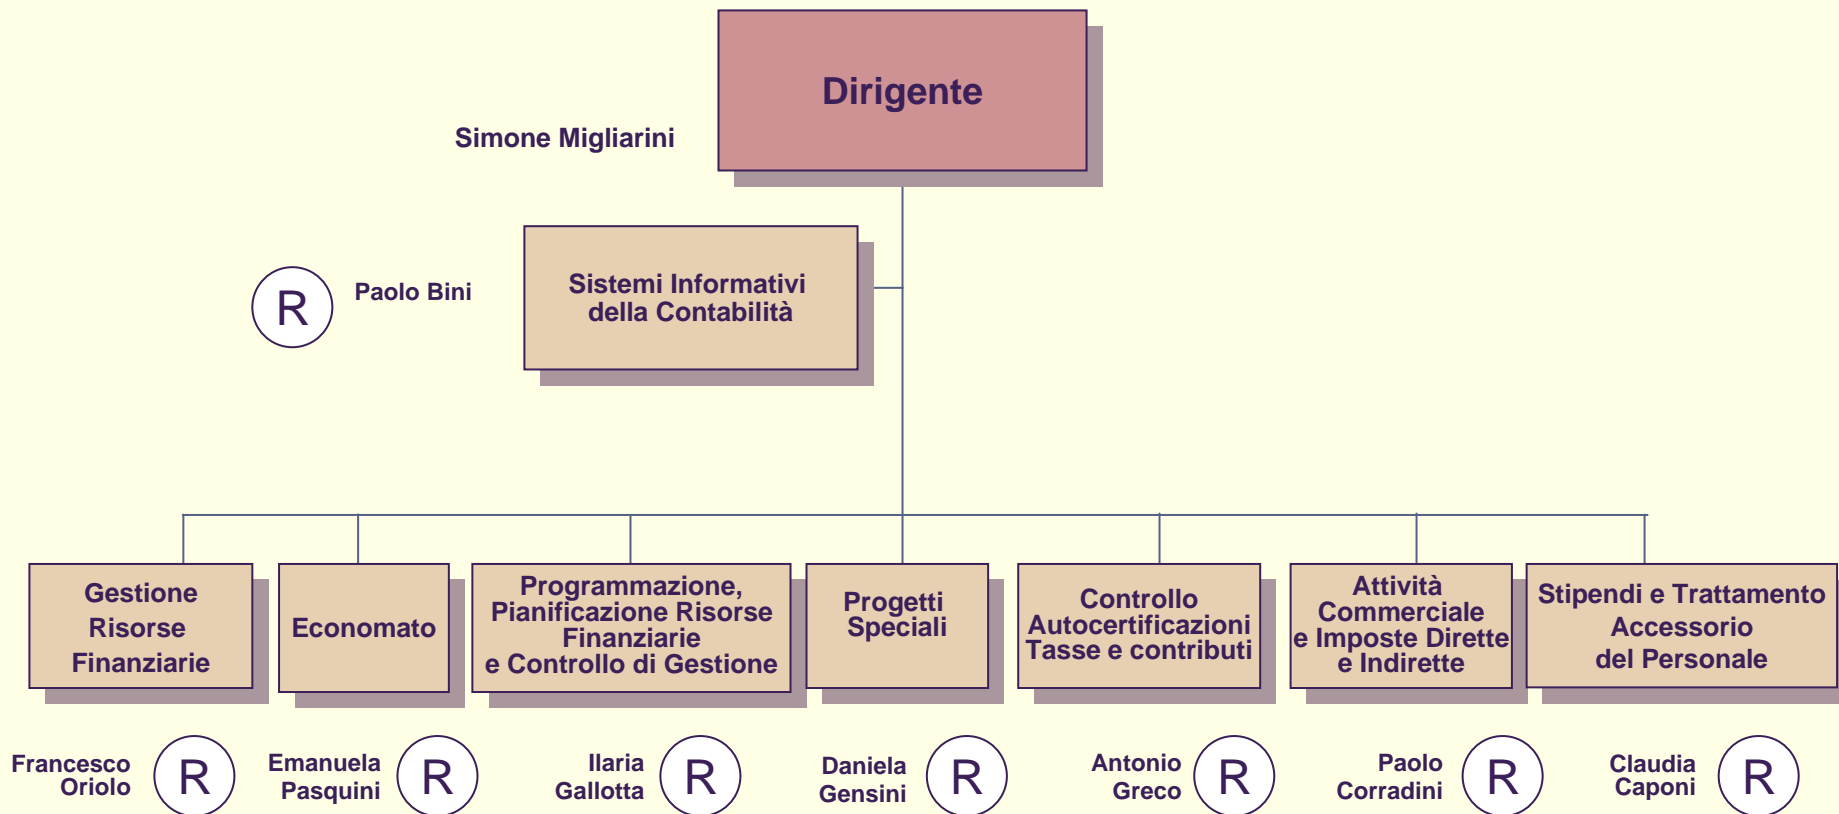 Dirigente
Simone Migliarini
Sistemi Informativi
della Contabilità
Paolo Bini
R
Gestione
Risorse
Finanziarie
Economato
Programmazione,
Pianificazione Risorse
Finanziarie
e Controllo di Gestione
Progetti
Speciali
Controllo
Autocertificazioni
Tasse e contributi
Attività
Commerciale
e Imposte Dirette
e Indirette
Stipendi e Trattamento
Accessorio
del Personale
Francesco
Oriolo
R
Emanuela
Pasquini
R
Ilaria
Gallotta
R
Daniela
Gensini
R
Antonio
Greco
R
Paolo
Corradini
R
Claudia
Caponi
R